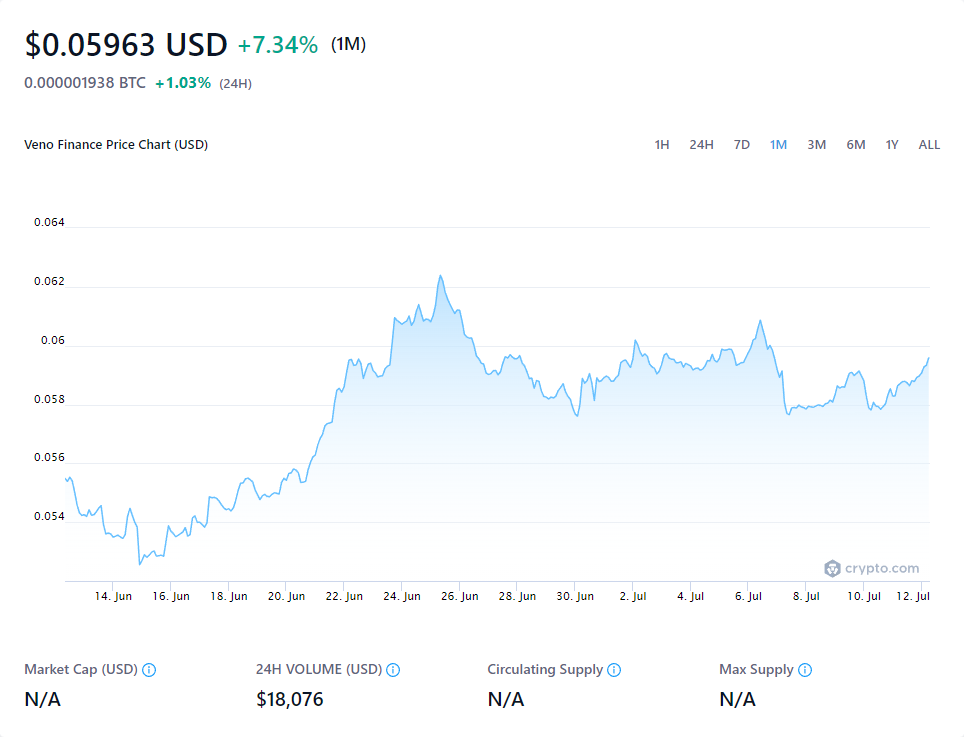 $0.05963 USD +7.34% (1M)
0.000001938 BTC +1.03% (24H)
Veno Finance Price Chart (USD) 1H 24H 7D 1M 3M 6M 1Y ALL
0.064
0.062
0.06
0.058
0.056
0.054
crypto.com
14. Jun 16. Jun 18. Jun 20. Jun 22. Jun 24. Jun 26. Jun 28. Jun 30. Jun 2. Jul 4. Jul 6. Jul 8. Jul 10. Jul 12. Jul
Market Cap (USD) 24H VOLUME (USD) Circulating Supply Max Supply
N/A $18,076 N/A N/A